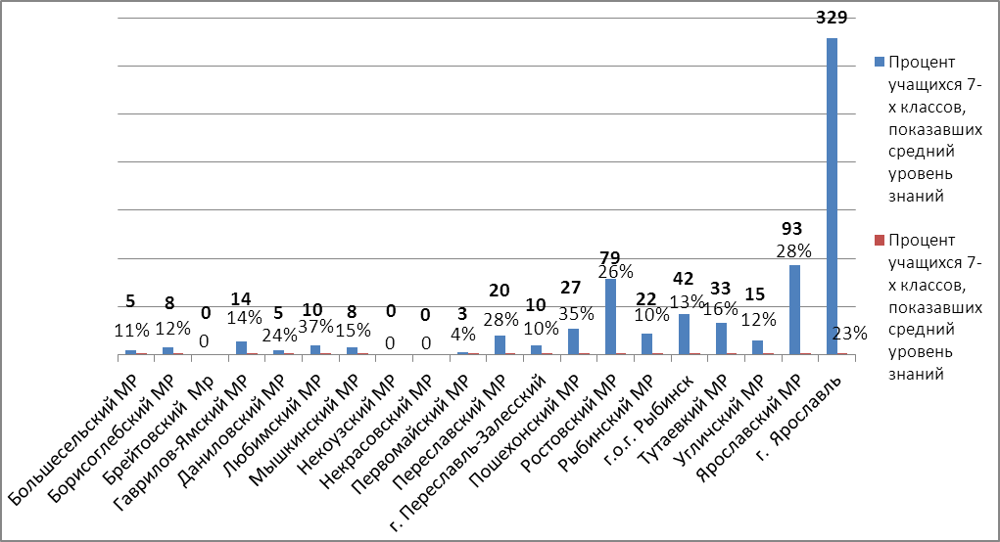 329
93
79
42
33
27
22
20
15
14
10
10
8
8
5
5
3
0
0
0
11%
12%
0
14%
24%
37%
15%
0
0
4%
28%
10%
35%
26%
10%
13%
16%
12%
28%
23%
Большесельский МР
Борисоглебский МР
Брейтовский Мр
Гаврилов-Ямский МР
Даниловский МР
Любимский МР
Мышкинский МР
Некоузский МР
Некрасовский МР
Первомайский МР
Переславский МР
г. Переславль-Залесский
Пошехонский МР
Ростовский МР
Рыбинский МР
г.о.г. Рыбинск
Тутаевкий МР
Угличский МР
Ярославский МР
г. Ярославль
Процент
учащихся 7-
х классов,
показавших
средний
уровень
знаний
Процент
учащихся 7-
х классов,
показавших
средний
уровень
знаний